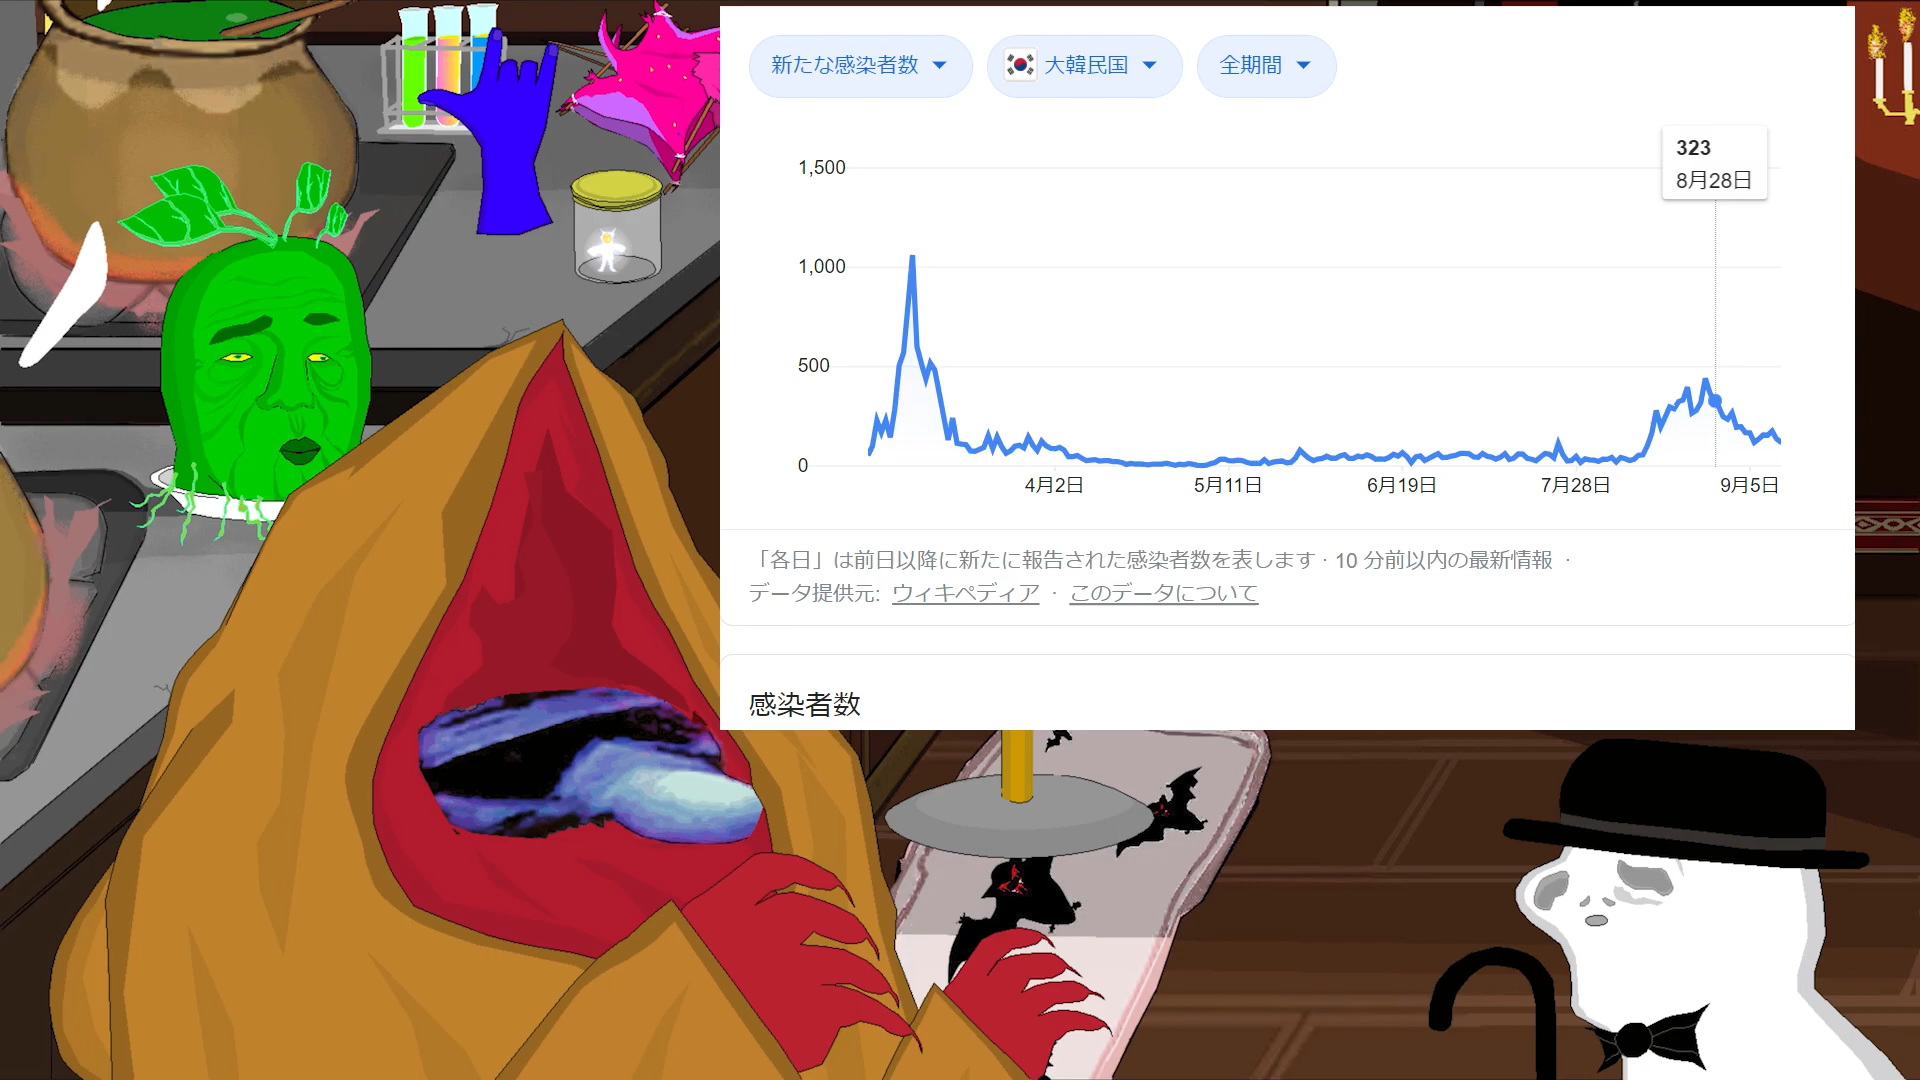 新たな感染者数
大韓民国
全期間
323
8月28日
1,500
1,000
500
0
4月2日
5月11日
6月19日
7月28日
9月5日
「各日」は前日以降に新たに報告された感染者数を表します · 10 分前以内の最新情報 ·
データ提供元: ウィキペディア · このデータについて
感染者数